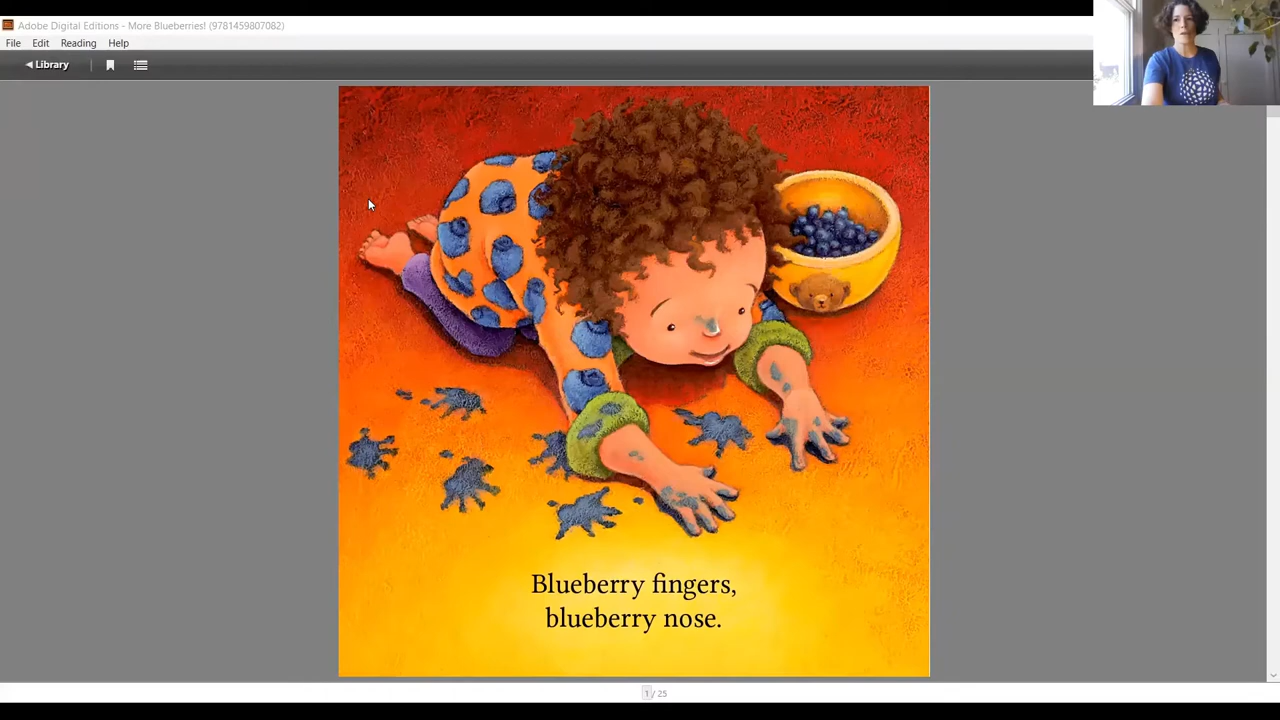 Adobe Digital Editions - More Blueberries! (9781459807082)
File Edit Reading Help
Library
Blueberry fingers,
blueberry nose.
1 / 25